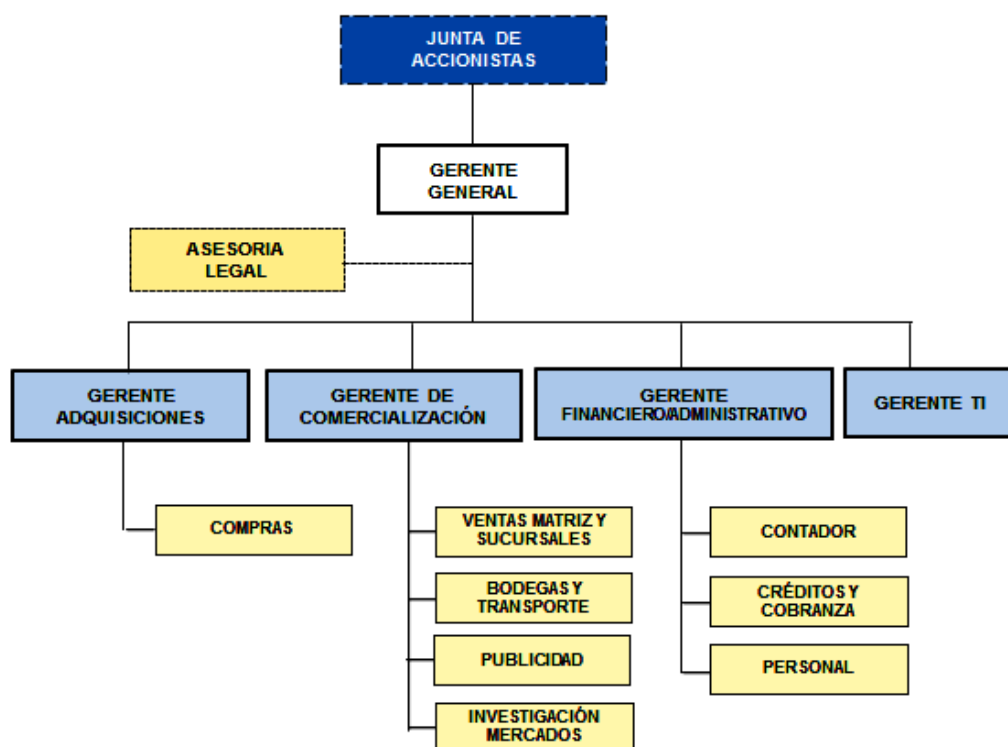 JUNTA DE
ACCIONISTAS
GERENTE
GENERAL
ASESORIA
LEGAL
GERENTE
ADQUISICIONES
GERENTE DE
COMERCIALIZACIÓN
GERENTE
FINANCIERO/ADMINISTRATIVO
GERENTE TI
COMPRAS
VENTAS MATRIZ Y
SUCURSALES
BODEGAS Y
TRANSPORTE
PUBLICIDAD
INVESTIGACIÓN
MERCADOS
CONTADOR
CRÉDITOS Y
COBRANZA
PERSONAL